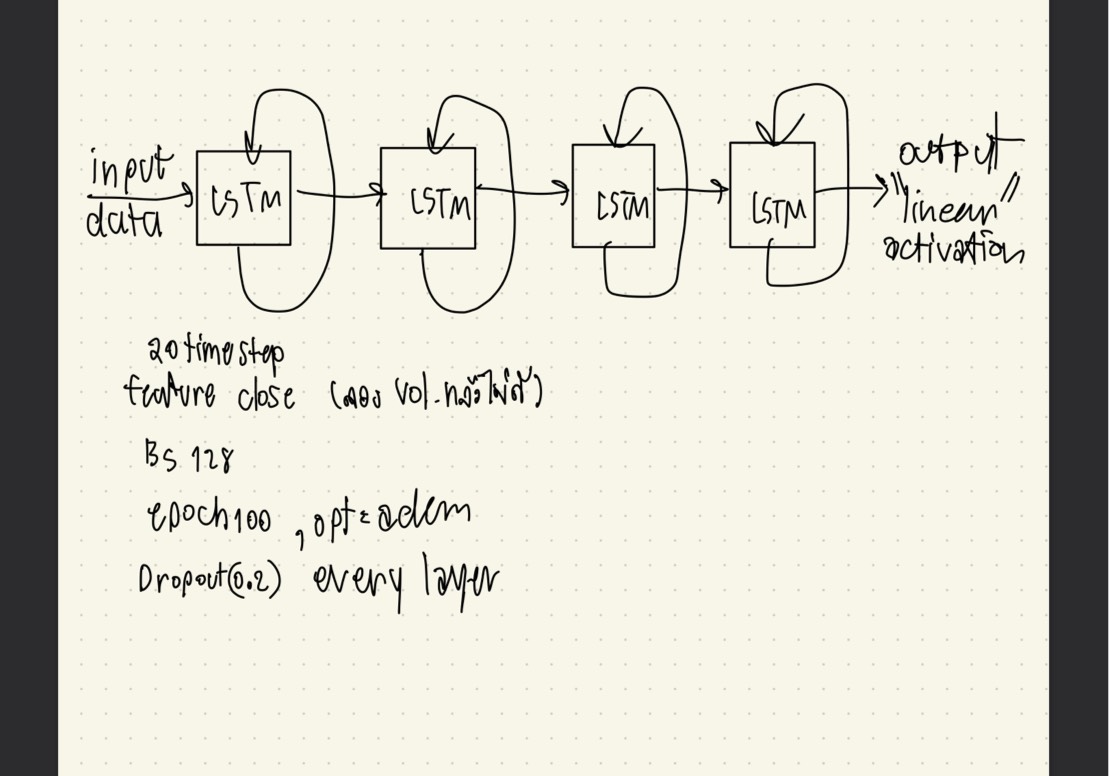 input
data
LSTM
LSTM
LSTM
LSTM
output
"linear"
activation
20 timestep
feature close (ลอง vol. แล้วไม่ดี)
BS 128
epoch 100 , opt = adam
Dropout(0.2) every layer